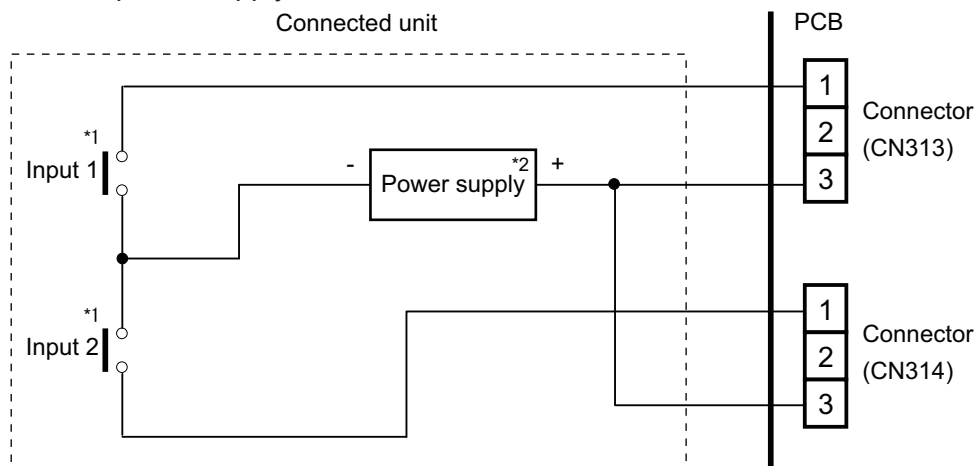 Connected unit
PCB
1
2
3
Connector
(CN313)
*1
Input 1
-
Power supply
*2
+
*1
Input 2
1
2
3
Connector
(CN314)